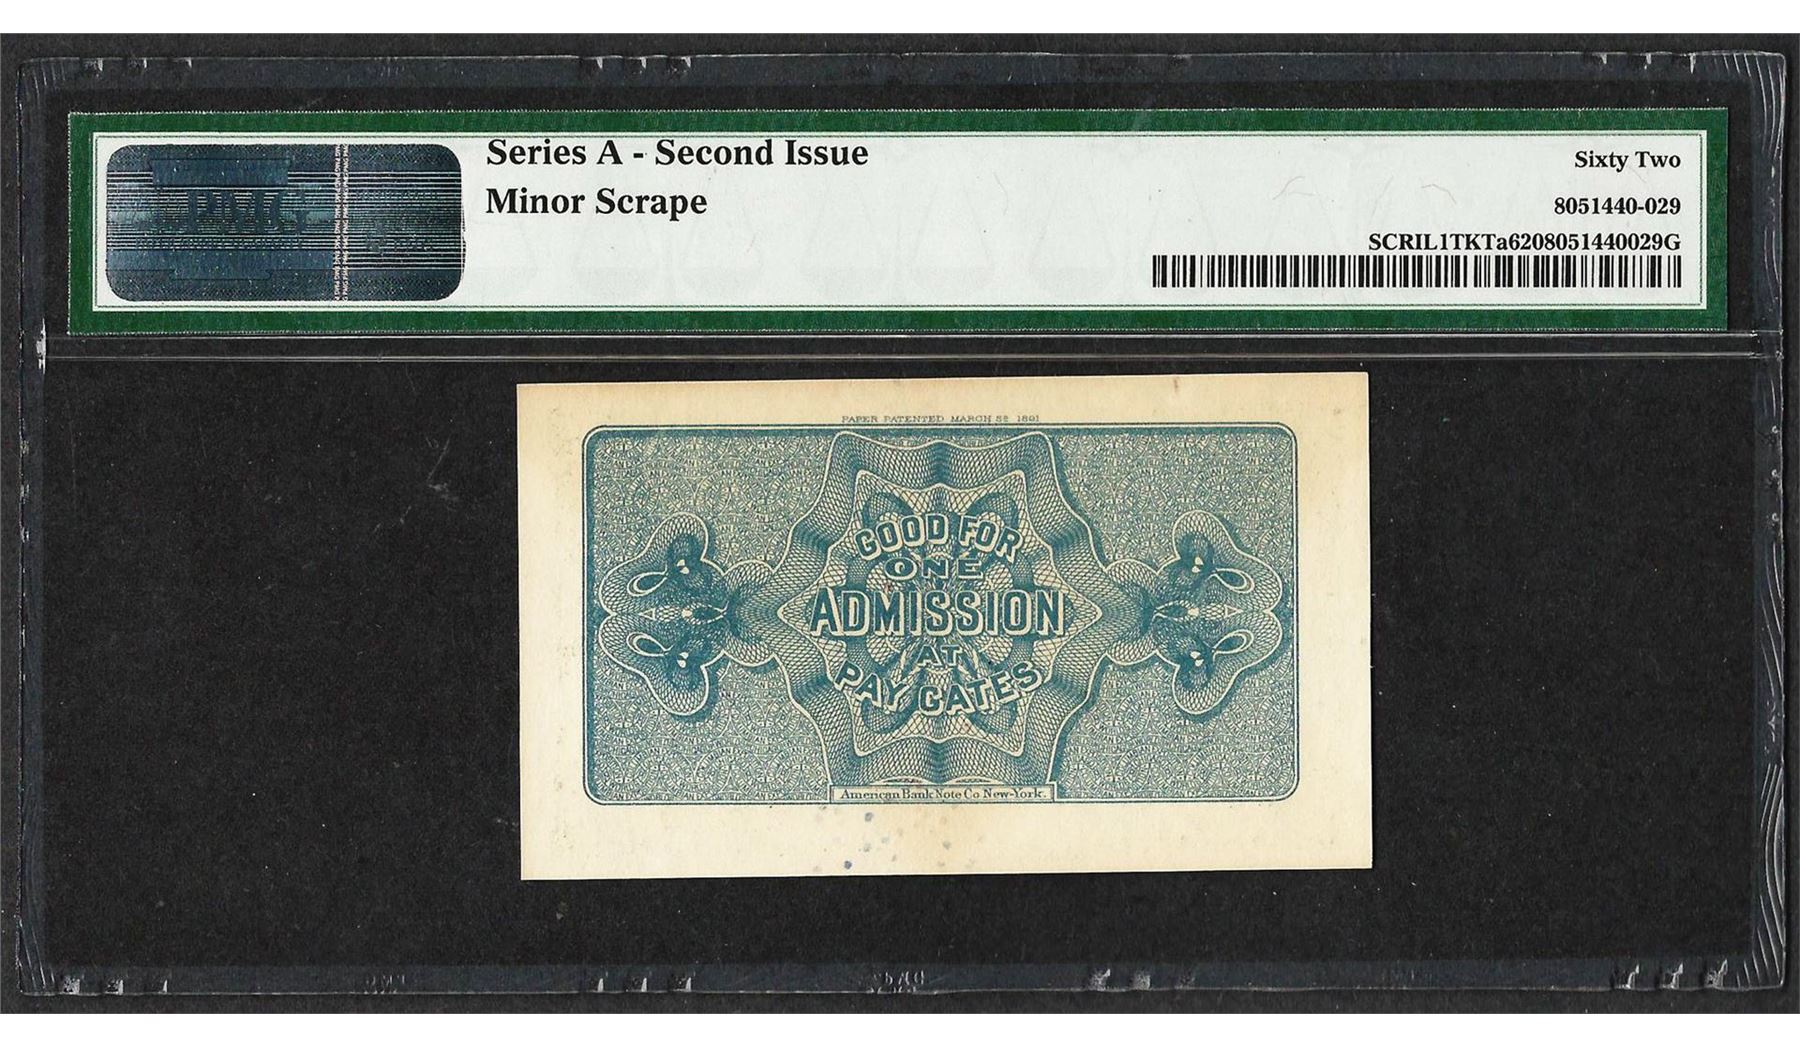 Series A - Second Issue
Minor Scrape
Sixty Two
8051440-029
SCRIL1TKTa6208051440029G
PMG
PAPER PATENTED MARCH 5th 1891
GOOD FOR
ONE
ADMISSION
AT
PAY GATES
American Bank Note Co New-York.